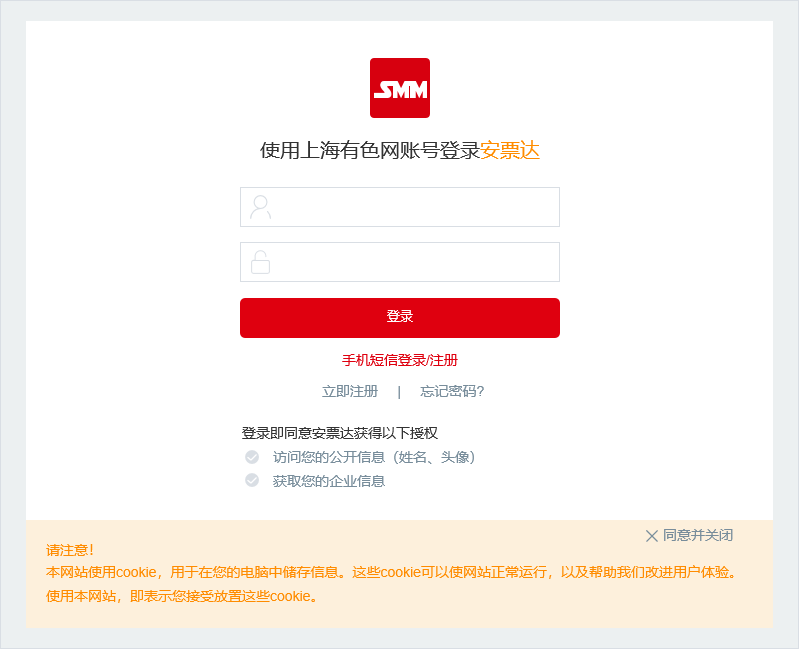 SMM
使用上海有色网账号登录安票达
登录
手机短信登录/注册
立即注册 | 忘记密码?
登录即同意安票达获得以下授权
访问您的公开信息（姓名、头像）
获取您的企业信息
同意并关闭
请注意！
本网站使用cookie，用于在您的电脑中储存信息。这些cookie可以使网站正常运行，以及帮助我们改进用户体验。
使用本网站，即表示您接受放置这些cookie。